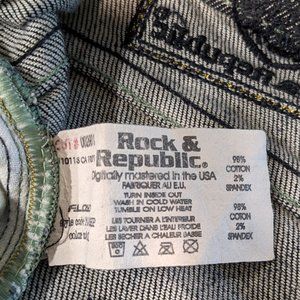 Rock &
Republic®
Digitally mastered in the USA
FABRIQUER AU E.U.
TURN INSIDE OUT
WASH IN COLD WATER
TUMBLE ON LOW HEAT
LES TOURNER A L'INTERIEUR
LES LAVER DANS L'EAU FROIDE
LES SECHER A CHALEUR BASSE
98%
COTTON
2%
SPANDEX
98%
COTON
2%
SPANDEX